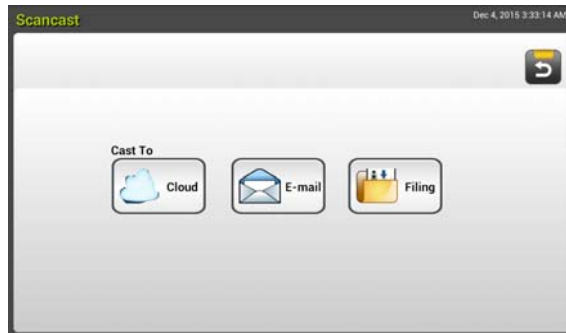 Scancast
Dec 4, 2015 3:33:14 AM
Cast To
Cloud
E-mail
Filing